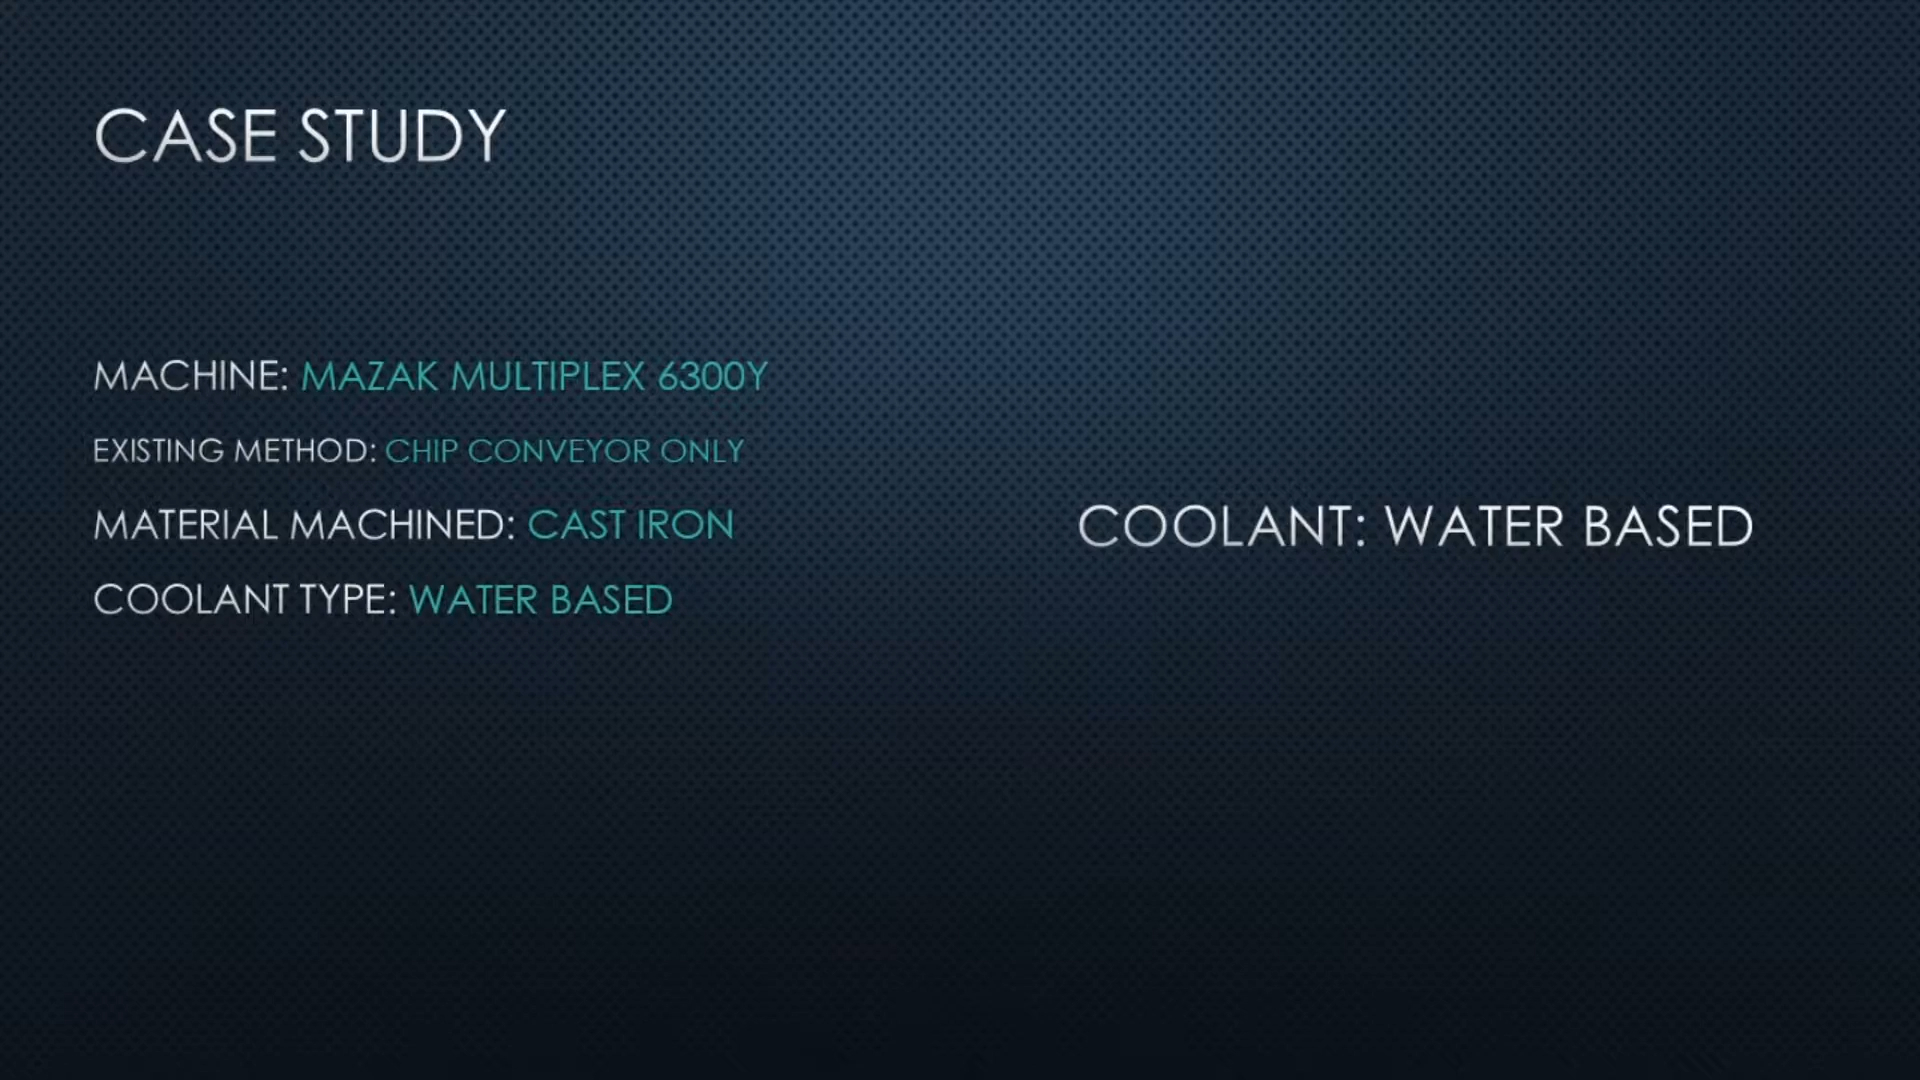 CASE STUDY
MACHINE: MAZAK MULTIPLEX 6300Y
EXISTING METHOD: CHIP CONVEYOR ONLY
MATERIAL MACHINED: CAST IRON
COOLANT TYPE: WATER BASED
COOLANT: WATER BASED